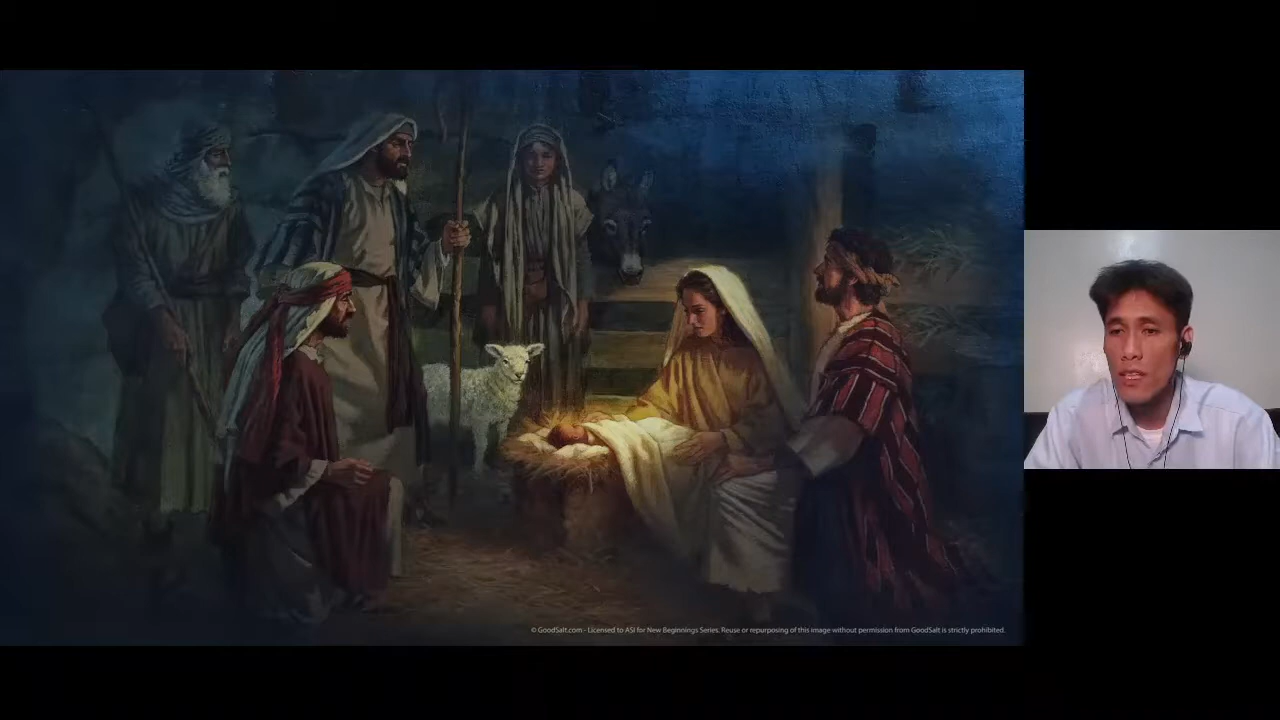 © GoodSalt.com - Licensed to ASI for New Beginnings Series. Reuse or repurposing of this image without permission from GoodSalt is strictly prohibited.